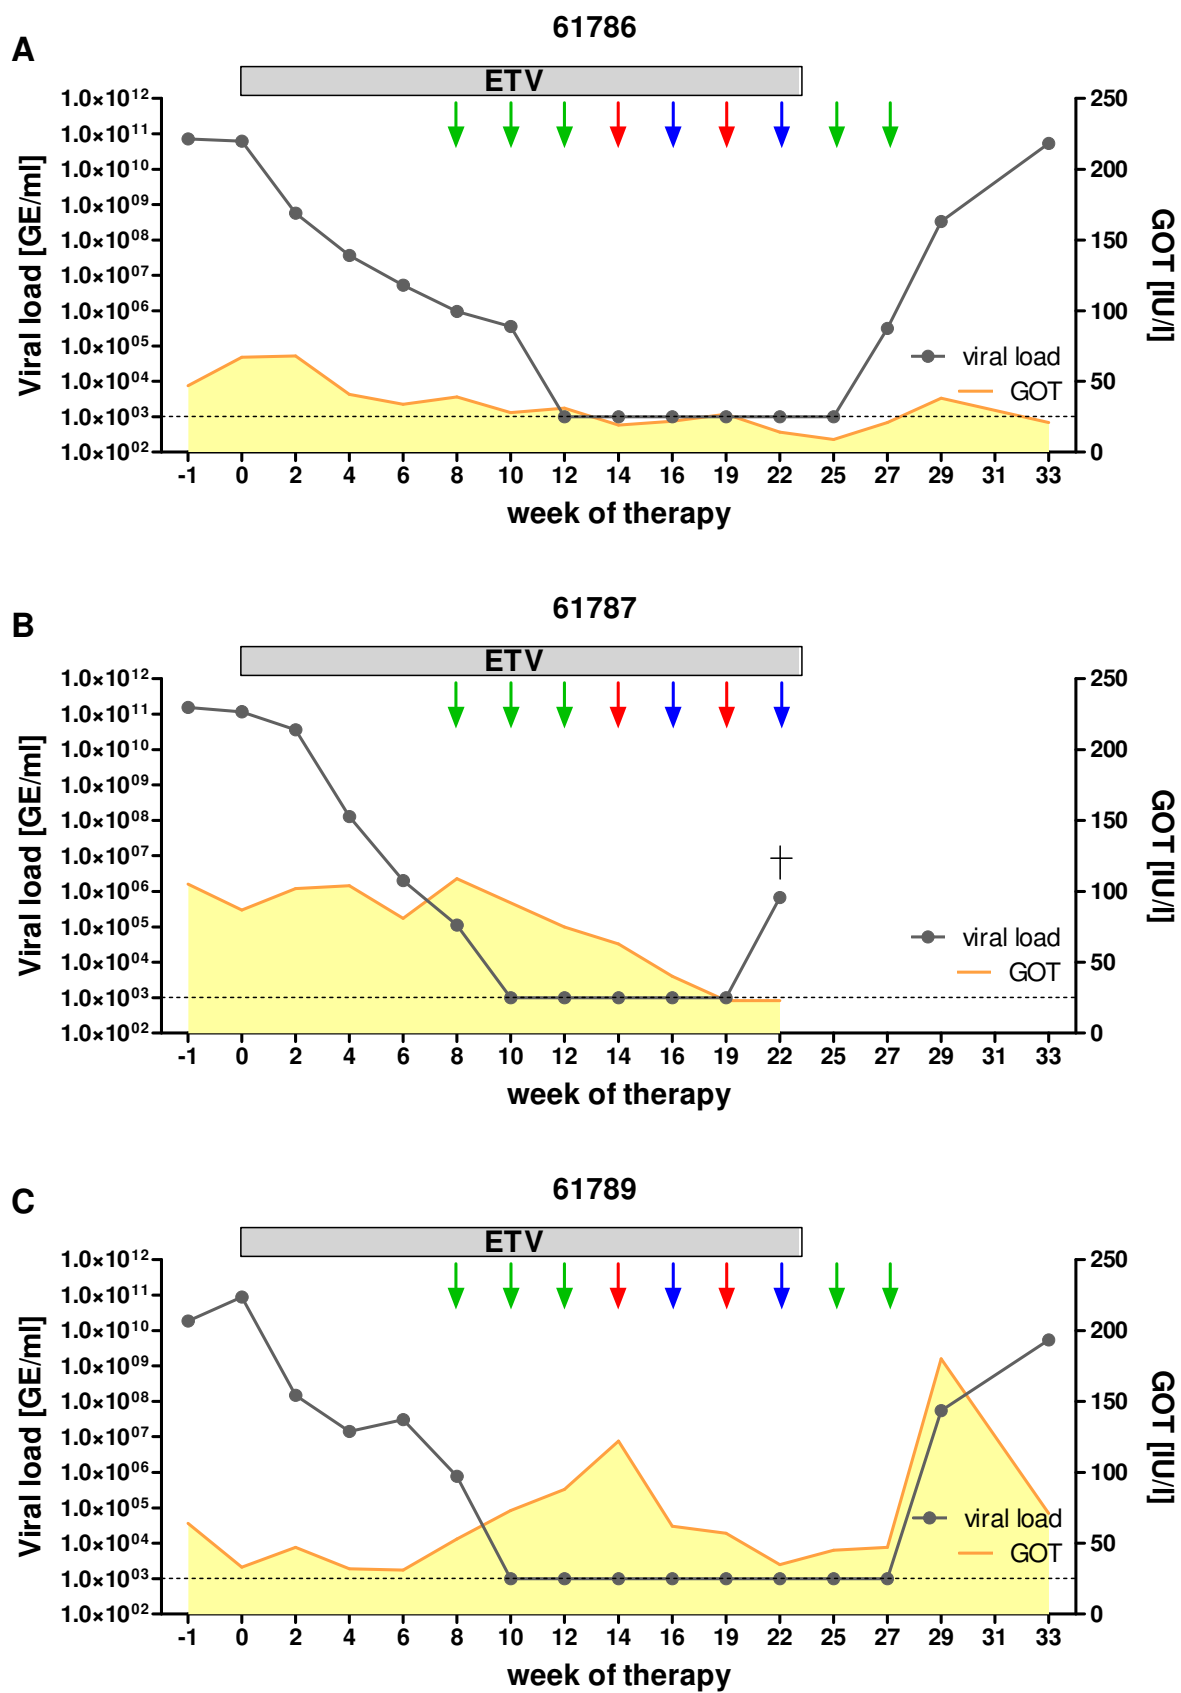 A
61786
ETV
1.0×10¹²
1.0×10¹¹
1.0×10¹⁰
1.0×10⁰⁹
1.0×10⁰⁸
1.0×10⁰⁷
1.0×10⁰⁶
1.0×10⁰⁵
1.0×10⁰⁴
1.0×10⁰³
1.0×10⁰²
Viral load [GE/ml]
250
200
150
100
50
0
GOT [IU/l]
viral load
GOT
-1 0 2 4 6 8 10 12 14 16 19 22 25 27 29 31 33
week of therapy
B
61787
ETV
1.0×10¹²
1.0×10¹¹
1.0×10¹⁰
1.0×10⁰⁹
1.0×10⁰⁸
1.0×10⁰⁷
1.0×10⁰⁶
1.0×10⁰⁵
1.0×10⁰⁴
1.0×10⁰³
1.0×10⁰²
Viral load [GE/ml]
250
200
150
100
50
0
GOT [IU/l]
viral load
GOT
-1 0 2 4 6 8 10 12 14 16 19 22 25 27 29 31 33
week of therapy
C
61789
ETV
1.0×10¹²
1.0×10¹¹
1.0×10¹⁰
1.0×10⁰⁹
1.0×10⁰⁸
1.0×10⁰⁷
1.0×10⁰⁶
1.0×10⁰⁵
1.0×10⁰⁴
1.0×10⁰³
1.0×10⁰²
Viral load [GE/ml]
250
200
150
100
50
0
GOT [IU/l]
viral load
GOT
-1 0 2 4 6 8 10 12 14 16 19 22 25 27 29 31 33
week of therapy